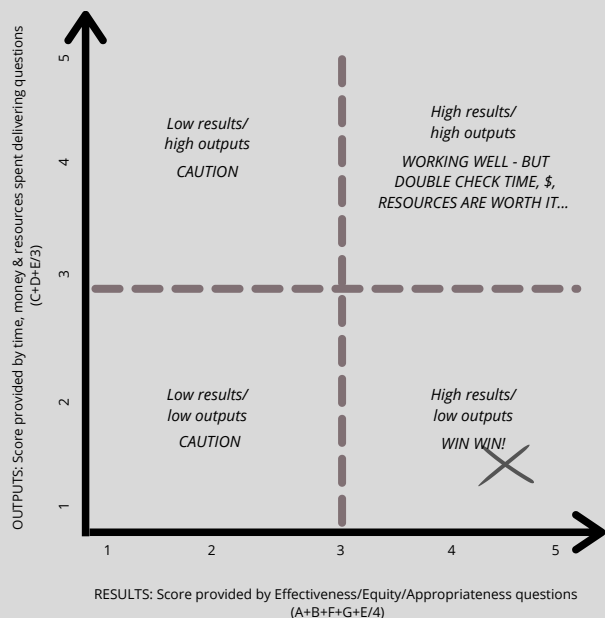 OUTPUTS: Score provided by time, money & resources spent delivering questions
(C+D+E/3)
5
4
3
2
1
Low results/
high outputs
CAUTION
High results/
high outputs
WORKING WELL - BUT
DOUBLE CHECK TIME, $,
RESOURCES ARE WORTH IT...
Low results/
low outputs
CAUTION
High results/
low outputs
WIN WIN!
1 2 3 4 5
RESULTS: Score provided by Effectiveness/Equity/Appropriateness questions
(A+B+F+G+E/4)